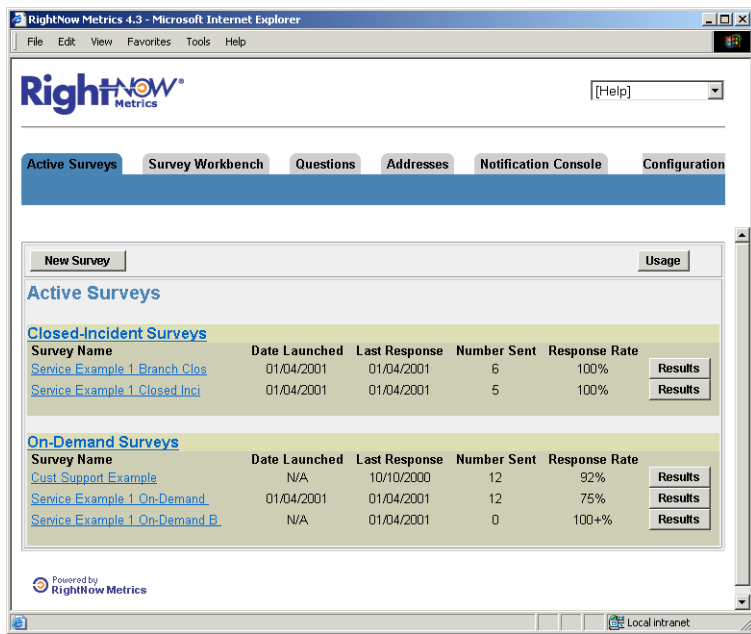 RightNow Metrics 4.3 - Microsoft Internet Explorer
File Edit View Favorites Tools Help
RightNOW®
Metrics
[Help]
Active Surveys Survey Workbench Questions Addresses Notification Console Configuration
New Survey Usage
Active Surveys
Closed-Incident Surveys
Survey Name Date Launched Last Response Number Sent Response Rate
Service Example 1 Branch Clos 01/04/2001 01/04/2001 6 100% Results
Service Example 1 Closed Inci 01/04/2001 01/04/2001 5 100% Results
On-Demand Surveys
Survey Name Date Launched Last Response Number Sent Response Rate
Cust Support Example N/A 10/10/2000 12 92% Results
Service Example 1 On-Demand 01/04/2001 01/04/2001 12 75% Results
Service Example 1 On-Demand B N/A 01/04/2001 0 100+% Results
Powered by
RightNow Metrics
Local intranet